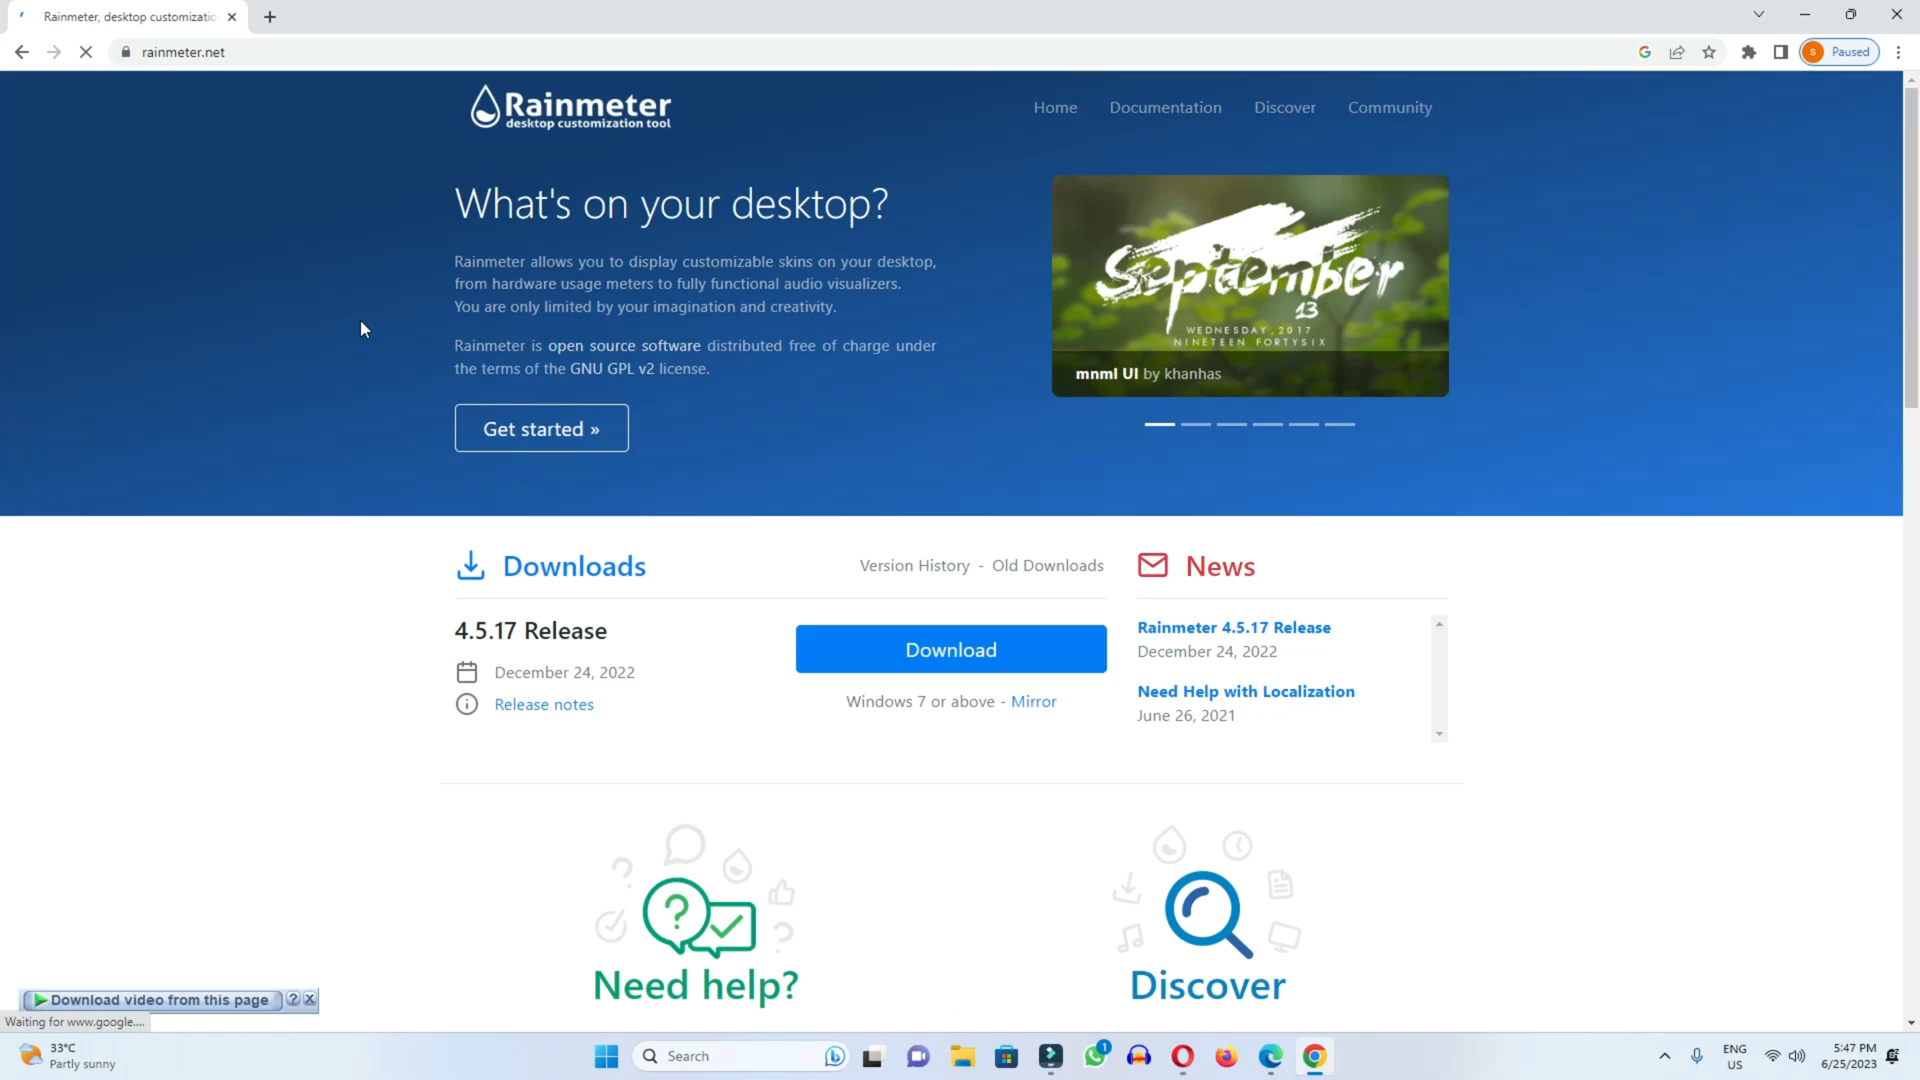 Rainmeter, desktop customizatio
rainmeter.net
S
Paused
Rainmeter
desktop customization tool
Home
Documentation
Discover
Community
What's on your desktop?
Rainmeter allows you to display customizable skins on your desktop,
from hardware usage meters to fully functional audio visualizers.
You are only limited by your imagination and creativity.
Rainmeter is open source software distributed free of charge under
the terms of the GNU GPL v2 license.
Get started »
September
13
WEDNESDAY, 2017
NINETEEN FORTYSIX
mnml UI by khanhas
Downloads
Version History - Old Downloads
4.5.17 Release
December 24, 2022
Release notes
Download
Windows 7 or above - Mirror
News
Rainmeter 4.5.17 Release
December 24, 2022
Need Help with Localization
June 26, 2021
Need help?
Discover
Download video from this page
Waiting for www.google....
33°C
Partly sunny
Search
1
ENG
US
5:47 PM
6/25/2023